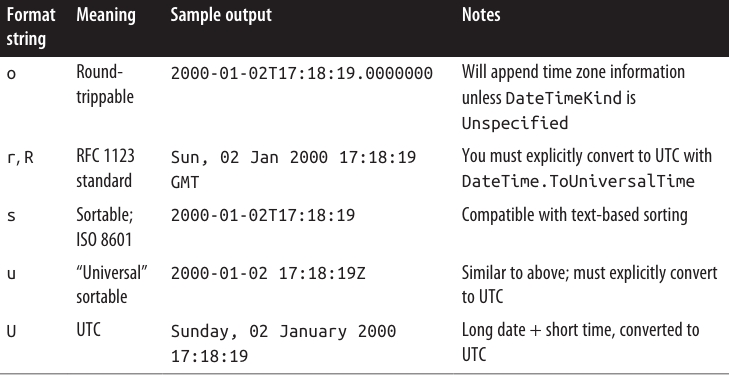 Format Meaning Sample output Notes
string
o Round- 2000-01-02T17:18:19.0000000 Will append time zone information
trippable unless DateTimeKind is
Unspecified
r, R RFC 1123 Sun, 02 Jan 2000 17:18:19 You must explicitly convert to UTC with
standard GMT DateTime.ToUniversalTime
s Sortable; 2000-01-02T17:18:19 Compatible with text-based sorting
ISO 8601
u “Universal” 2000-01-02 17:18:19Z Similar to above; must explicitly convert
sortable to UTC
U UTC Sunday, 02 January 2000 Long date + short time, converted to
17:18:19 UTC